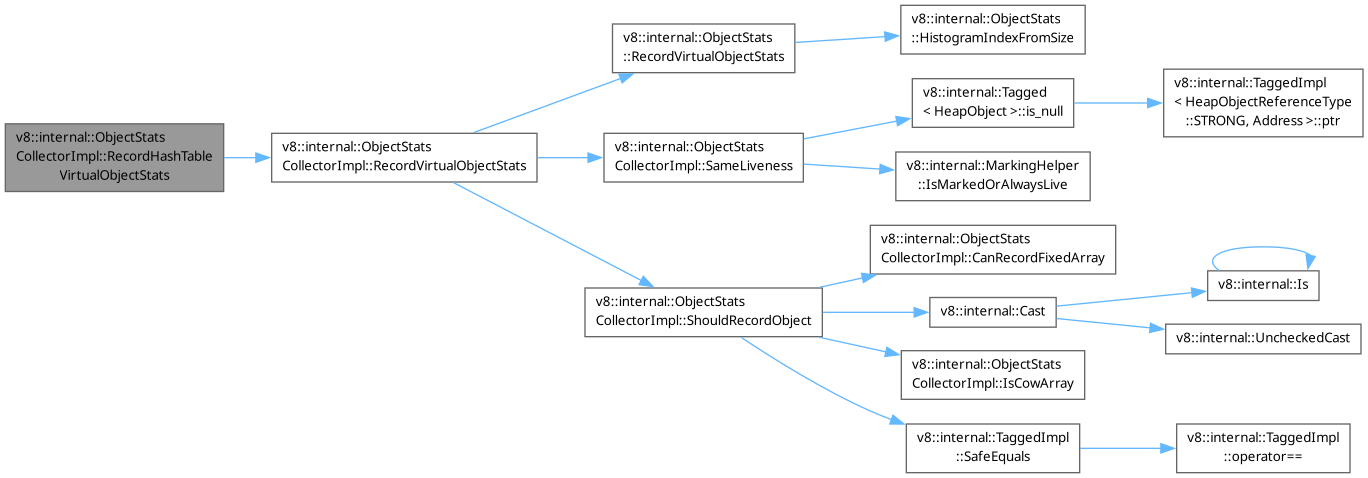 v8::internal::ObjectStats
CollectorImpl::RecordHashTable
VirtualObjectStats
v8::internal::ObjectStats
CollectorImpl::RecordVirtualObjectStats
v8::internal::ObjectStats
::RecordVirtualObjectStats
v8::internal::ObjectStats
::HistogramIndexFromSize
v8::internal::ObjectStats
CollectorImpl::SameLiveness
v8::internal::Tagged
< HeapObject >::is_null
v8::internal::TaggedImpl
< HeapObjectReferenceType
::STRONG, Address >::ptr
v8::internal::MarkingHelper
::IsMarkedOrAlwaysLive
v8::internal::ObjectStats
CollectorImpl::ShouldRecordObject
v8::internal::ObjectStats
CollectorImpl::CanRecordFixedArray
v8::internal::Cast
v8::internal::Is
v8::internal::UncheckedCast
v8::internal::ObjectStats
CollectorImpl::IsCowArray
v8::internal::TaggedImpl
::SafeEquals
v8::internal::TaggedImpl
::operator==